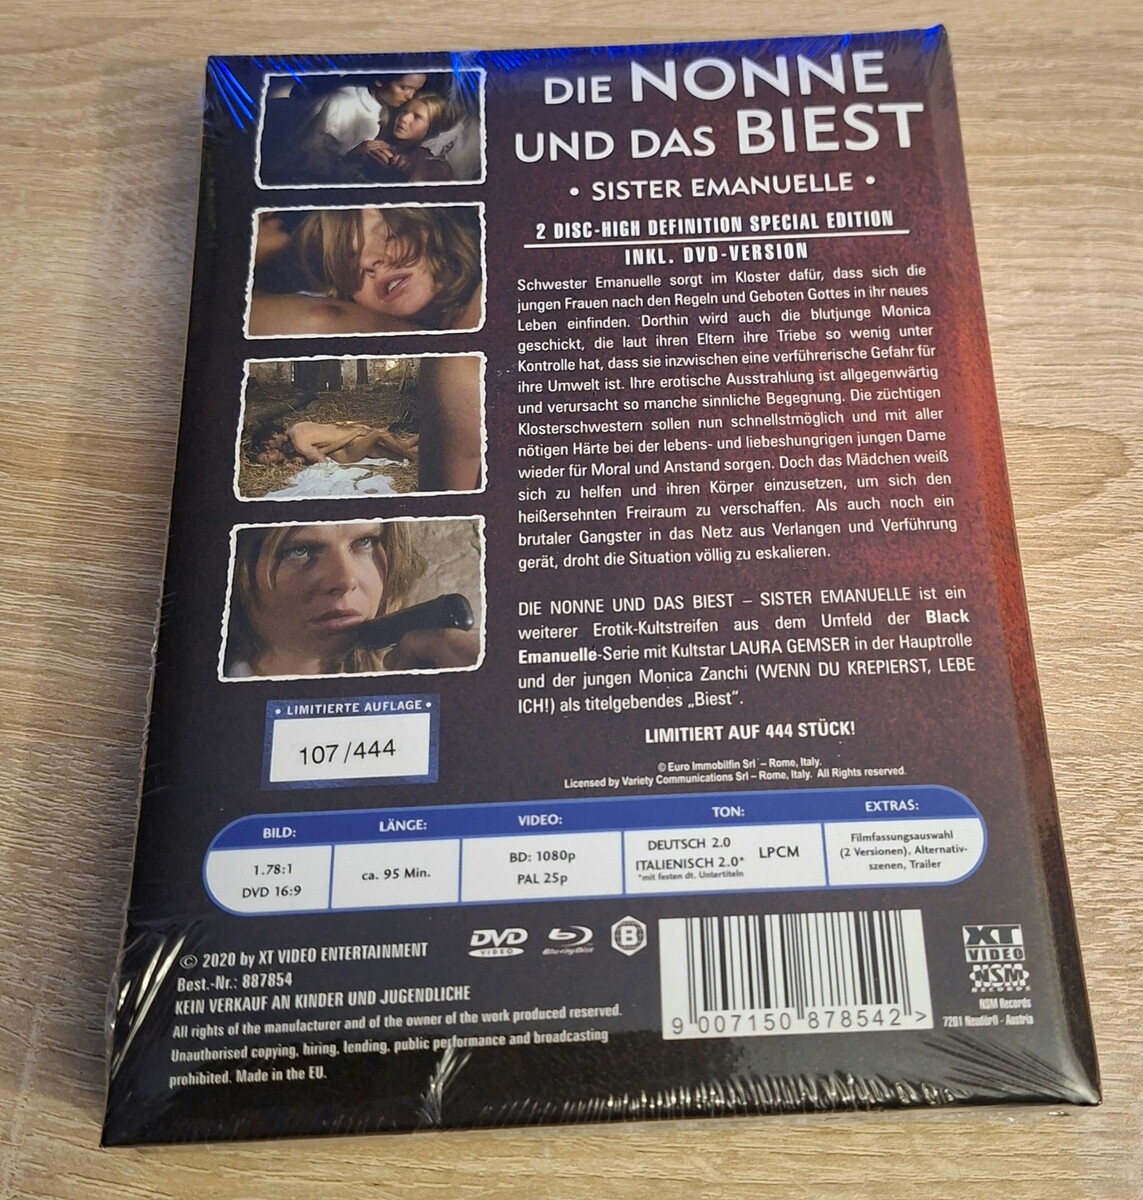 DIE NONNE
UND DAS BIEST
• SISTER EMANUELLE •
2 DISC-HIGH DEFINITION SPECIAL EDITION
INKL. DVD-VERSION
Schwester Emanuelle sorgt im Kloster dafür, dass sich die
jungen Frauen nach den Regeln und Geboten Gottes in ihr neues
Leben einfinden. Dorthin wird auch die blutjunge Monica
geschickt, die laut ihren Eltern ihre Triebe so wenig unter
Kontrolle hat, dass sie inzwischen eine verführerische Gefahr für
ihre Umwelt ist. Ihre erotische Ausstrahlung ist allgegenwärtig
und verursacht so manche sinnliche Begegnung. Die züchtigen
Klosterschwestern sollen nun schnellstmöglich und mit aller
nötigen Härte bei der lebens- und liebeshungrigen jungen Dame
wieder für Moral und Anstand sorgen. Doch das Mädchen weiß
sich zu helfen und ihren Körper einzusetzen, um sich den
heißersehnten Freiraum zu verschaffen. Als auch noch ein
brutaler Gangster in das Netz aus Verlangen und Verführung
gerät, droht die Situation völlig zu eskalieren.
DIE NONNE UND DAS BIEST – SISTER EMANUELLE ist ein
weiterer Erotik-Kultstreifen aus dem Umfeld der Black
Emanuelle-Serie mit Kultstar LAURA GEMSER in der Hauptrolle
und der jungen Monica Zanchi (WENN DU KREPIERST, LEBE
ICH!) als titelgebendes „Biest“.
LIMITIERT AUF 444 STÜCK!
• LIMITIERTE AUFLAGE •
107/444
© Euro Immobilfin Srl – Rome, Italy.
Licensed by Variety Communications Srl – Rome, Italy. All Rights reserved.
BILD:
1.78:1
DVD 16:9
LÄNGE:
ca. 95 Min.
VIDEO:
BD: 1080p
PAL 25p
TON:
DEUTSCH 2.0
ITALIENISCH 2.0*
*mit festen dt. Untertiteln
LPCM
EXTRAS:
Filmfassungsauswahl
(2 Versionen), Alternativ-
szenen, Trailer
© 2020 by XT VIDEO ENTERTAINMENT
Best.-Nr.: 887854
KEIN VERKAUF AN KINDER UND JUGENDLICHE
All rights of the manufacturer and of the owner of the work produced reserved.
Unauthorised copying, hiring, lending, public performance and broadcasting
prohibited. Made in the EU.
DVD
VIDEO
Blu-ray Disc
B
9 007150 878542 >
XT
VIDEO
NSM
RECORDS
NSM Records
7201 Neudörfl - Austria